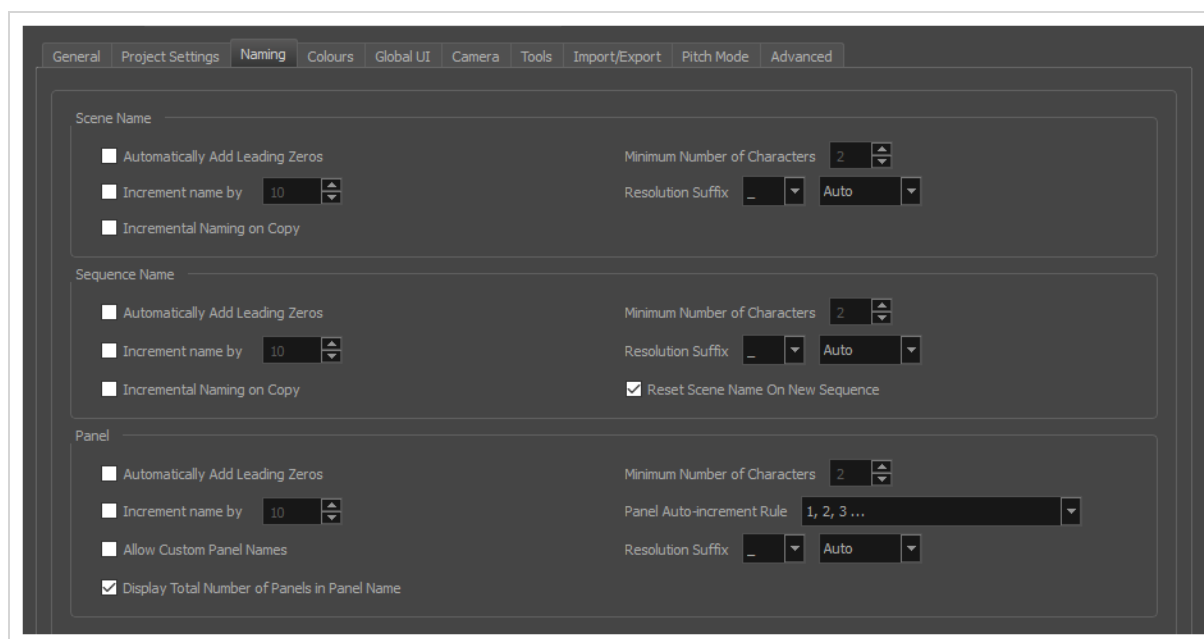 General Project Settings Naming Colours Global UI Camera Tools Import/Export Pitch Mode Advanced
Scene Name
Automatically Add Leading Zeros Minimum Number of Characters 2
Increment name by 10 Resolution Suffix _ Auto
Incremental Naming on Copy
Sequence Name
Automatically Add Leading Zeros Minimum Number of Characters 2
Increment name by 10 Resolution Suffix _ Auto
Incremental Naming on Copy Reset Scene Name On New Sequence
Panel
Automatically Add Leading Zeros Minimum Number of Characters 2
Increment name by 10 Panel Auto-increment Rule 1, 2, 3 ...
Allow Custom Panel Names Resolution Suffix _ Auto
Display Total Number of Panels in Panel Name